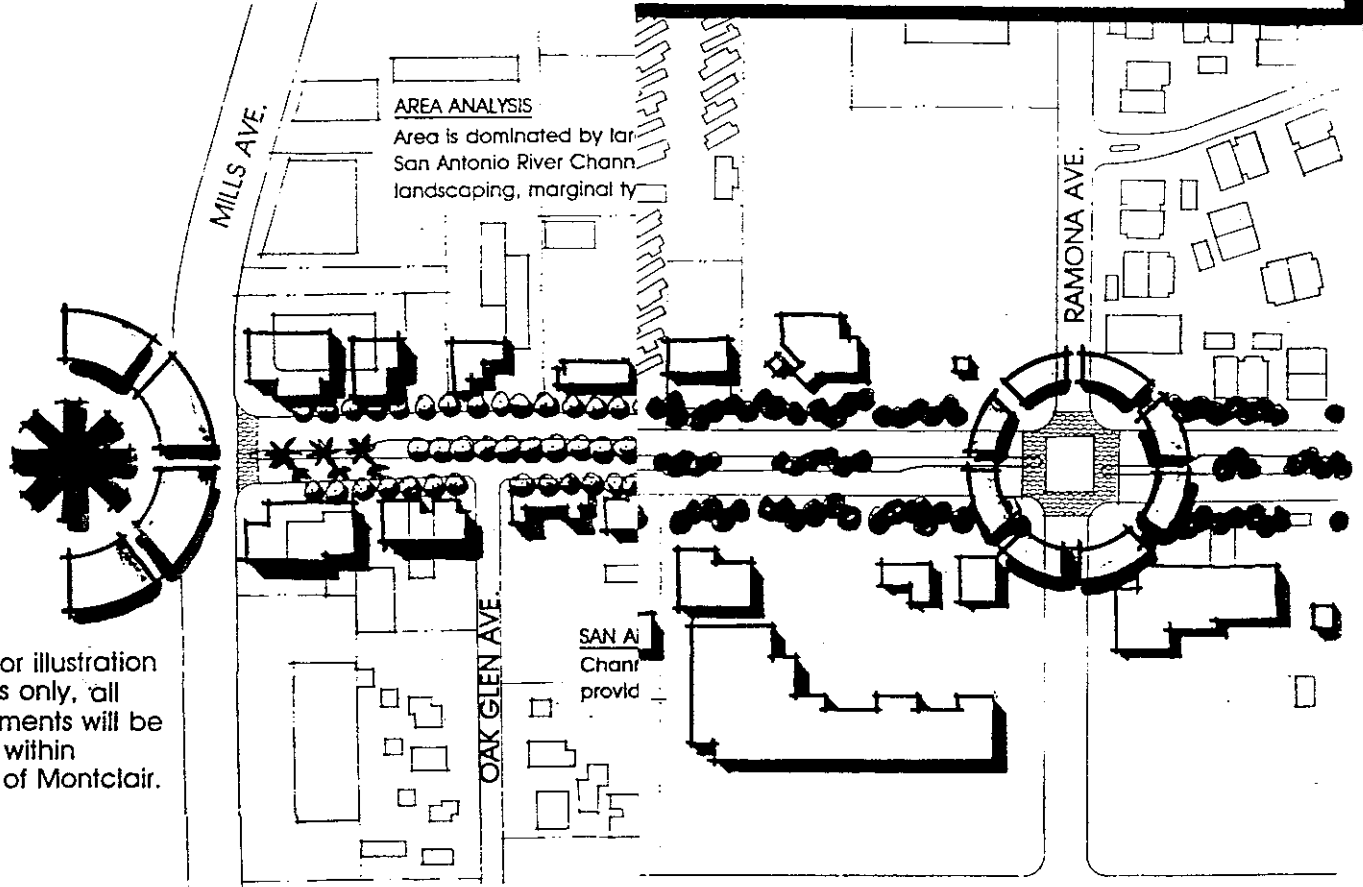 MILLS AVE.
AREA ANALYSIS
Area is dominated by lar
San Antonio River Chann
landscaping, marginal ty
RAMONA AVE.
OAK GLEN AVE.
SAN A
Chann
provid
or illustration
s only, all
ments will be
within
of Montclair.